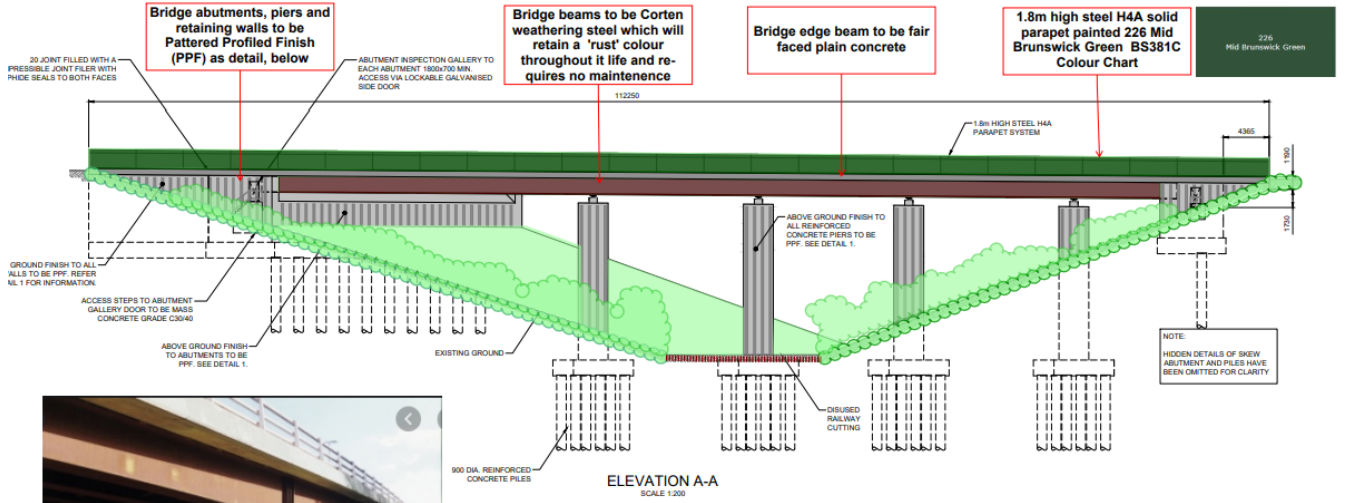 Bridge abutments, piers and
retaining walls to be
Pattered Profiled Finish
(PPF) as detail, below
Bridge beams to be Corten
weathering steel which will
retain a 'rust' colour
throughout it life and re-
quires no maintenence
Bridge edge beam to be fair
faced plain concrete
1.8m high steel H4A solid
parapet painted 226 Mid
Brunswick Green BS381C
Colour Chart
226
Mid Brunswick Green
20 JOINT FILLED WITH A
PRESSIBLE JOINT FILER WITH
PHIDE SEALS TO BOTH FACES
ABUTMENT INSPECTION GALLERY TO
EACH ABUTMENT 1800x700 MIN.
ACCESS VIA LOCKABLE GALVANISED
SIDE DOOR
112250
1.8m HIGH STEEL H4A
PARAPET SYSTEM
4365
1190
1730
ABOVE GROUND FINISH TO
ALL REINFORCED
CONCRETE PIERS TO BE
PPF. SEE DETAIL 1.
GROUND FINISH TO ALL
ALLS TO BE PPF. REFER
AIL 1 FOR INFORMATION.
ACCESS STEPS TO ABUTMENT
GALLERY DOOR TO BE MASS
CONCRETE GRADE C30/40
ABOVE GROUND FINISH
TO ABUTMENTS TO BE
PPF. SEE DETAIL 1.
EXISTING GROUND
NOTE:
HIDDEN DETAILS OF SKEW
ABUTMENT AND PILES HAVE
BEEN OMITTED FOR CLARITY
DISUSED
RAILWAY
CUTTING
900 DIA. REINFORCED
CONCRETE PILES
ELEVATION A-A
SCALE 1:200